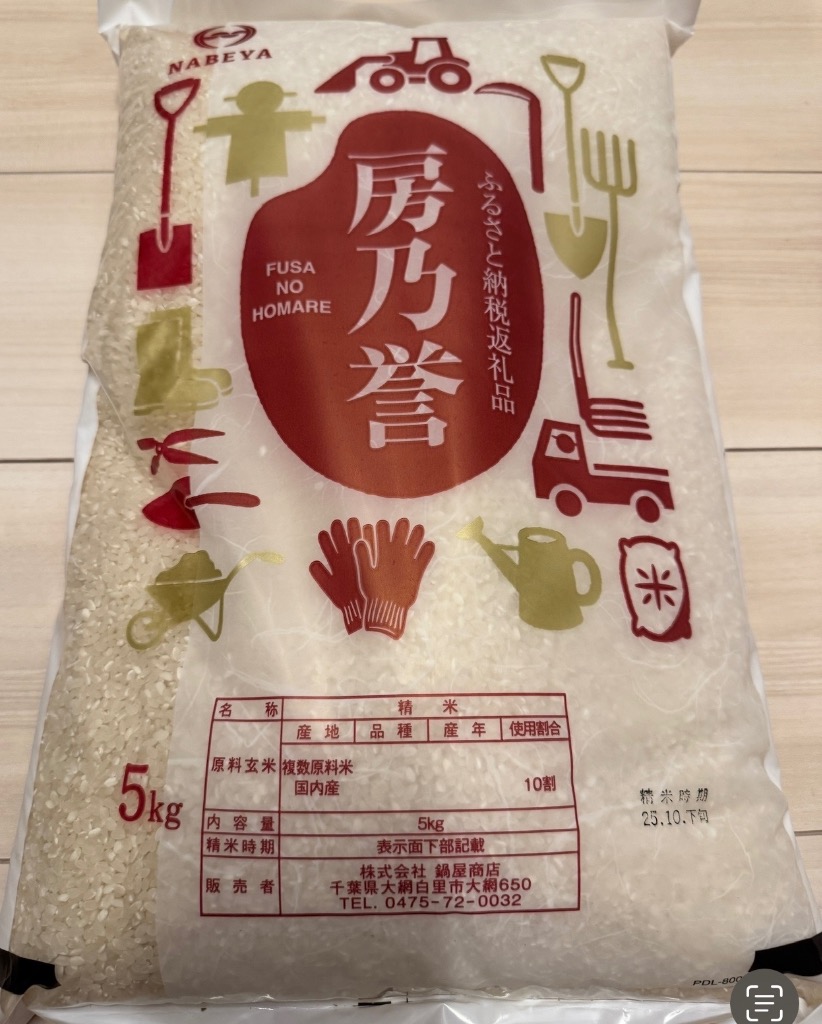 NABEYA
房乃誉
ふるさと納税返礼品
FUSA
NO
HOMARE
米
名称 精米
産地 品種 産年 使用割合
原料玄米 複数原料米
国内産 10割
内容量 5kg
精米時期 表示面下部記載
販売者 株式会社 鍋屋商店
千葉県大網白里市大網650
TEL. 0475-72-0032
5kg
精米時期
25.10.下旬